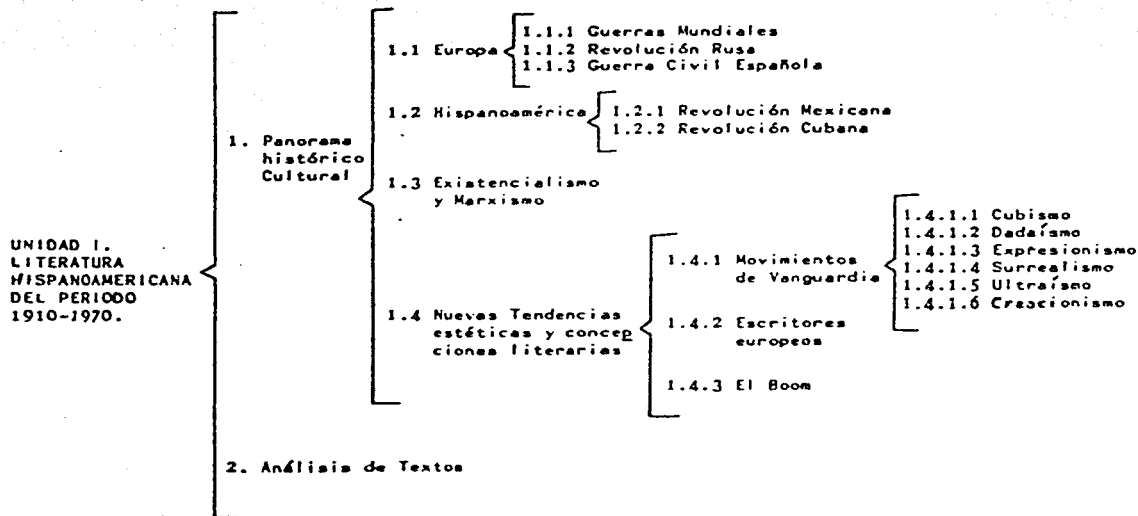 UNIDAD I.
LITERATURA
HISPANOAMERICANA
DEL PERIODO
1910-1970.
1. Panorama
histórico
Cultural
1.1 Europa
1.1.1 Guerras Mundiales
1.1.2 Revolución Rusa
1.1.3 Guerra Civil Española
1.2 Hispanoamérica
1.2.1 Revolución Mexicana
1.2.2 Revolución Cubana
1.3 Existencialismo
y Marxismo
1.4 Nuevas Tendencias
estéticas y concep
ciones literarias
1.4.1 Movimientos
de Vanguardia
1.4.1.1 Cubismo
1.4.1.2 Dadaísmo
1.4.1.3 Expresionismo
1.4.1.4 Surrealismo
1.4.1.5 Ultraísmo
1.4.1.6 Creacionismo
1.4.2 Escritores
europeos
1.4.3 El Boom
2. Análisis de Textos